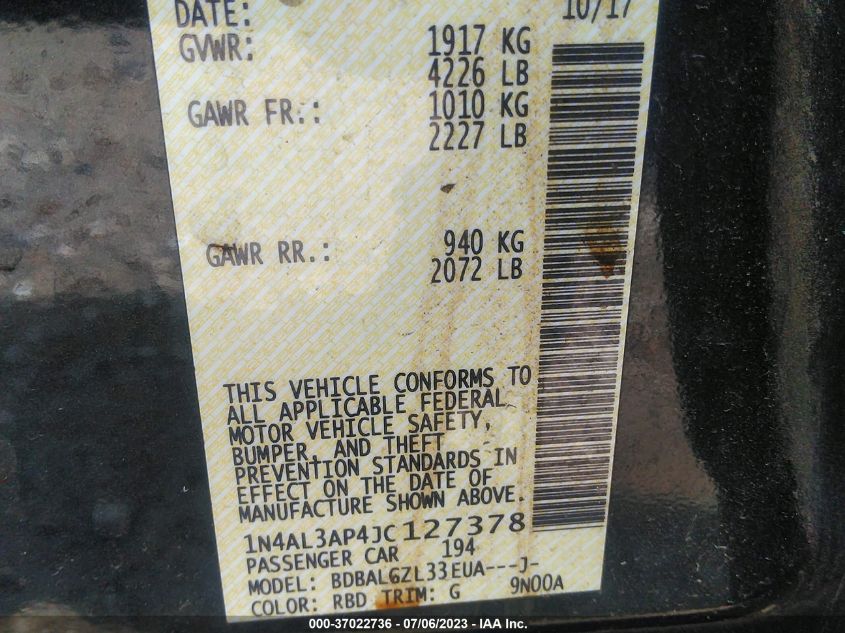 DATE: 10/17
GVWR: 1917 KG
4226 LB
GAWR FR.: 1010 KG
2227 LB
GAWR RR.: 940 KG
2072 LB
THIS VEHICLE CONFORMS TO
ALL APPLICABLE FEDERAL
MOTOR VEHICLE SAFETY,
BUMPER, AND THEFT
PREVENTION STANDARDS IN
EFFECT ON THE DATE OF
MANUFACTURE SHOWN ABOVE.
1N4AL3AP4JC127378
PASSENGER CAR 194
MODEL: BDBALGZL33EUA---J-
COLOR: RBD TRIM: G 9N00A
000-37022736 - 07/06/2023 - IAA Inc.